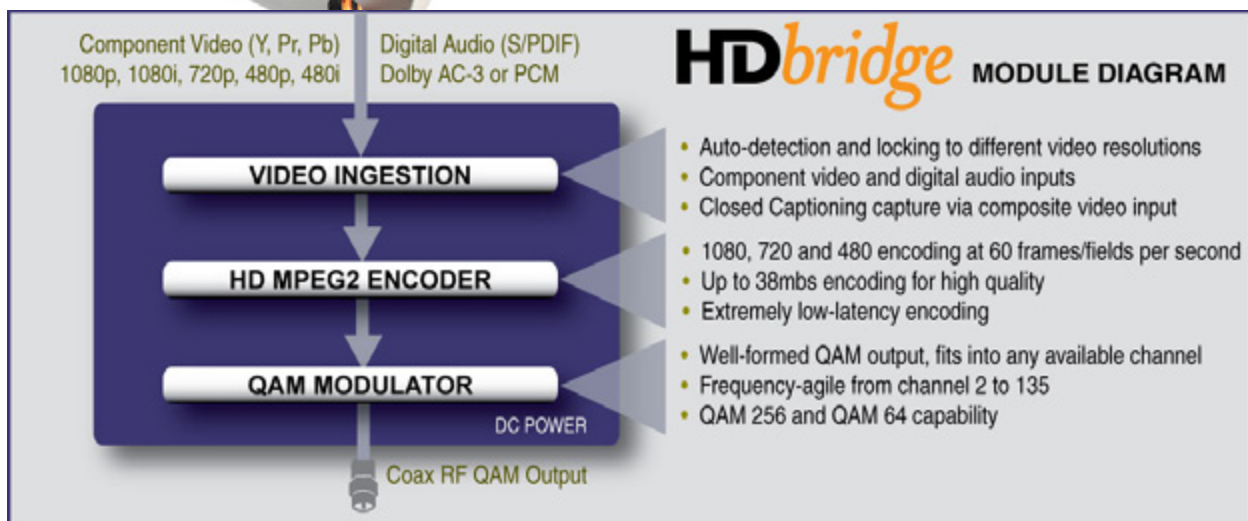 Component Video (Y, Pr, Pb)
1080p, 1080i, 720p, 480p, 480i
Digital Audio (S/PDIF)
Dolby AC-3 or PCM
HDbridge MODULE DIAGRAM
VIDEO INGESTION
• Auto-detection and locking to different video resolutions
• Component video and digital audio inputs
• Closed Captioning capture via composite video input
HD MPEG2 ENCODER
• 1080, 720 and 480 encoding at 60 frames/fields per second
• Up to 38mbs encoding for high quality
• Extremely low-latency encoding
QAM MODULATOR
• Well-formed QAM output, fits into any available channel
• Frequency-agile from channel 2 to 135
• QAM 256 and QAM 64 capability
DC POWER
Coax RF QAM Output